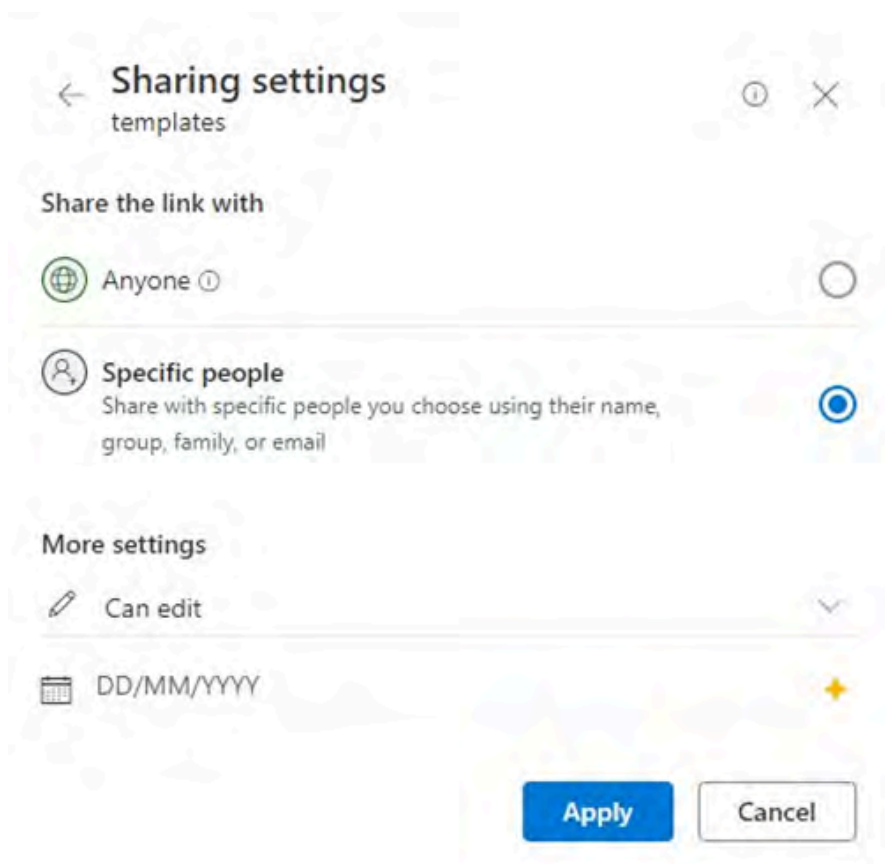 Sharing settings
templates
Share the link with
Anyone
Specific people
Share with specific people you choose using their name,
group, family, or email
More settings
Can edit
DD/MM/YYYY
Apply
Cancel